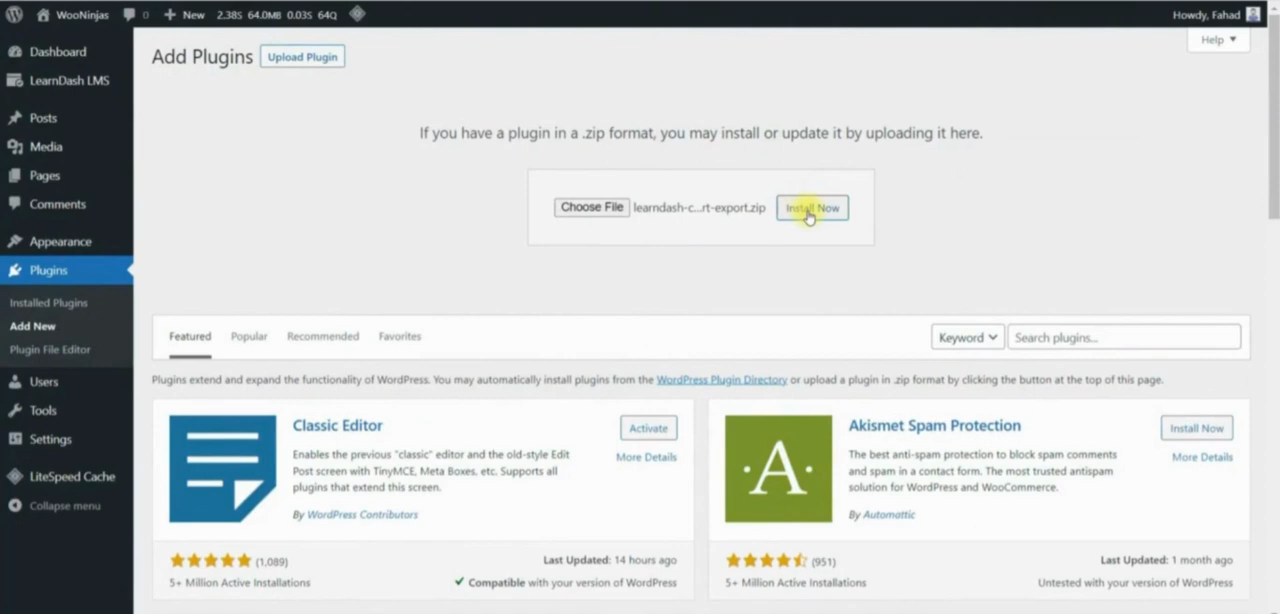 WooNinjas 0 New 2.38S 64.0MB 0.03S 64Q Howdy, Fahad
Dashboard
LearnDash LMS
Posts
Media
Pages
Comments
Appearance
Plugins
Installed Plugins
Add New
Plugin File Editor
Users
Tools
Settings
LiteSpeed Cache
Collapse menu
Help
Add Plugins Upload Plugin
If you have a plugin in a .zip format, you may install or update it by uploading it here.
Choose File learndash-c...rt-export.zip Install Now
Featured Popular Recommended Favorites Keyword Search plugins...
Plugins extend and expand the functionality of WordPress. You may automatically install plugins from the WordPress Plugin Directory or upload a plugin in .zip format by clicking the button at the top of this page.
Classic Editor
Activate
More Details
Enables the previous "classic" editor and the old-style Edit
Post screen with TinyMCE, Meta Boxes, etc. Supports all
plugins that extend this screen.
By WordPress Contributors
(1,089) Last Updated: 14 hours ago
5+ Million Active Installations Compatible with your version of WordPress
A
Akismet Spam Protection
Install Now
More Details
The best anti-spam protection to block spam comments
and spam in a contact form. The most trusted antispam
solution for WordPress and WooCommerce.
By Automattic
(951) Last Updated: 1 month ago
5+ Million Active Installations Untested with your version of WordPress